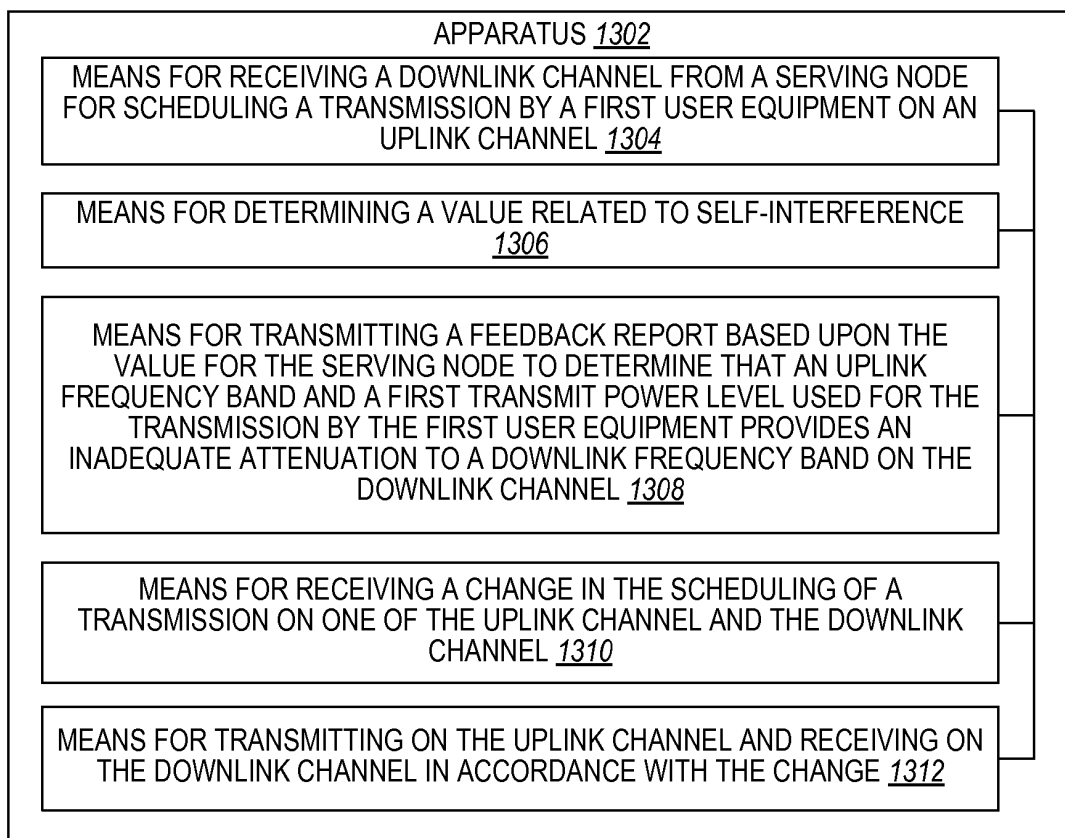 APPARATUS 1302
MEANS FOR RECEIVING A DOWNLINK CHANNEL FROM A SERVING NODE
FOR SCHEDULING A TRANSMISSION BY A FIRST USER EQUIPMENT ON AN
UPLINK CHANNEL 1304
MEANS FOR DETERMINING A VALUE RELATED TO SELF-INTERFERENCE
1306
MEANS FOR TRANSMITTING A FEEDBACK REPORT BASED UPON THE
VALUE FOR THE SERVING NODE TO DETERMINE THAT AN UPLINK
FREQUENCY BAND AND A FIRST TRANSMIT POWER LEVEL USED FOR THE
TRANSMISSION BY THE FIRST USER EQUIPMENT PROVIDES AN
INADEQUATE ATTENUATION TO A DOWNLINK FREQUENCY BAND ON THE
DOWNLINK CHANNEL 1308
MEANS FOR RECEIVING A CHANGE IN THE SCHEDULING OF A
TRANSMISSION ON ONE OF THE UPLINK CHANNEL AND THE DOWNLINK
CHANNEL 1310
MEANS FOR TRANSMITTING ON THE UPLINK CHANNEL AND RECEIVING ON
THE DOWNLINK CHANNEL IN ACCORDANCE WITH THE CHANGE 1312